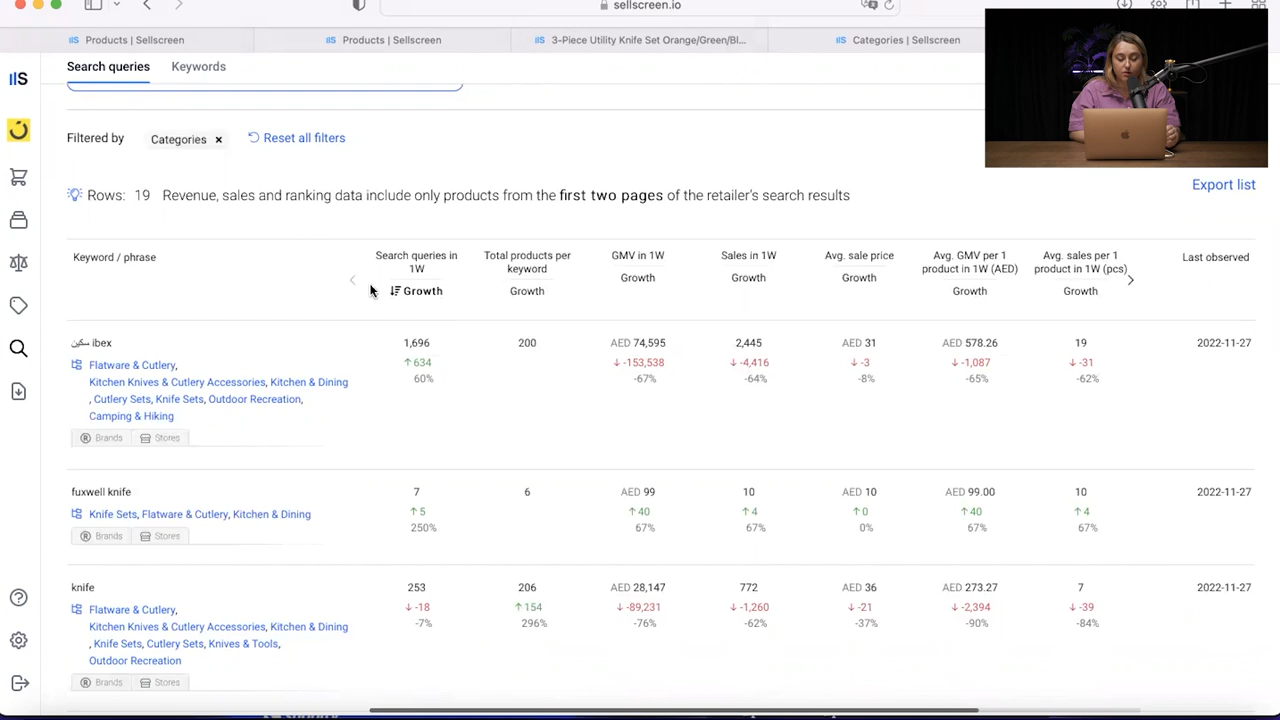 sellscreen.io
Products | Sellscreen
Products | Sellscreen
3-Piece Utility Knife Set Orange/Green/Bl...
Categories | Sellscreen
Search queries
Keywords
Filtered by
Categories ×
Reset all filters
Rows: 19 Revenue, sales and ranking data include only products from the first two pages of the retailer's search results
Export list
Keyword / phrase
Search queries in
1W
Growth
Total products per
keyword
Growth
GMV in 1W
Growth
Sales in 1W
Growth
Avg. sale price
Growth
Avg. GMV per 1
product in 1W (AED)
Growth
Avg. sales per 1
product in 1W (pcs)
Growth
Last observed
سكين ibex
1,696
200
AED 74,595
2,445
AED 31
AED 578.26
19
2022-11-27
Flatware & Cutlery,
↑634
↓-153,538
↓-4,416
↓-3
↓-1,087
↓-31
60%
-67%
-64%
-8%
-65%
-62%
Kitchen Knives & Cutlery Accessories, Kitchen & Dining
, Cutlery Sets, Knife Sets, Outdoor Recreation,
Camping & Hiking
Brands
Stores
fuxwell knife
7
6
AED 99
10
AED 10
AED 99.00
10
2022-11-27
Knife Sets, Flatware & Cutlery, Kitchen & Dining
↑5
↑40
↑4
↑0
↑40
↑4
250%
67%
67%
0%
67%
67%
Brands
Stores
knife
253
206
AED 28,147
772
AED 36
AED 273.27
7
2022-11-27
Flatware & Cutlery,
↓-18
↑154
↓-89,231
↓-1,260
↓-21
↓-2,394
↓-39
-7%
296%
-76%
-62%
-37%
-90%
-84%
Kitchen Knives & Cutlery Accessories, Kitchen & Dining
, Knife Sets, Cutlery Sets, Knives & Tools,
Outdoor Recreation
Brands
Stores